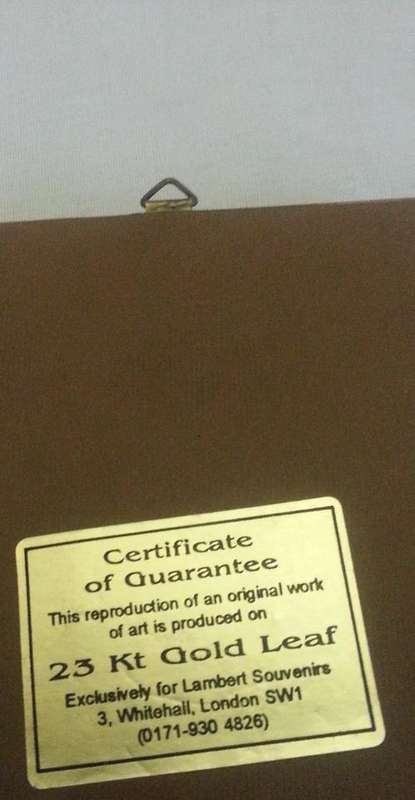 Certificate
of Guarantee
This reproduction of an original work
of art is produced on
23 Kt Gold Leaf
Exclusively for Lambert Souvenirs
3, Whitehall, London SW1
(0171-930 4826)